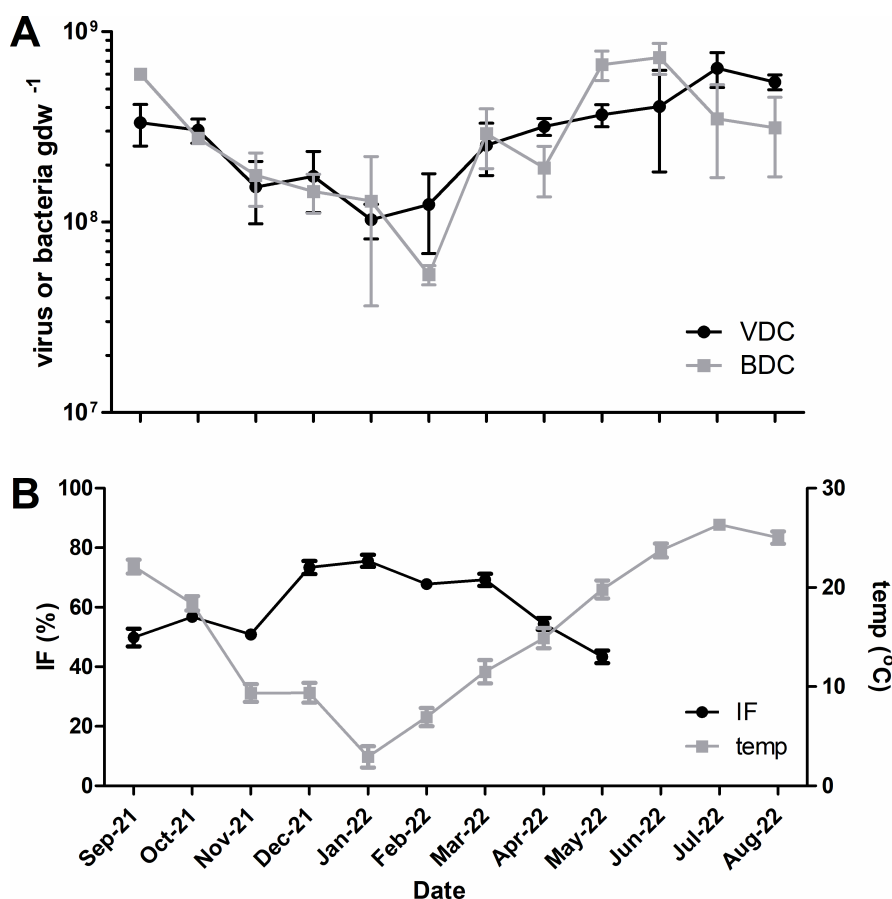 A
virus or bacteria gdw ⁻¹
10⁹
10⁸
10⁷
VDC
BDC
B
IF (%)
100
80
60
40
20
0
30
20
10
0
temp (⁰C)
IF
temp
Sep-21
Oct-21
Nov-21
Dec-21
Jan-22
Feb-22
Mar-22
Apr-22
May-22
Jun-22
Jul-22
Aug-22
Date